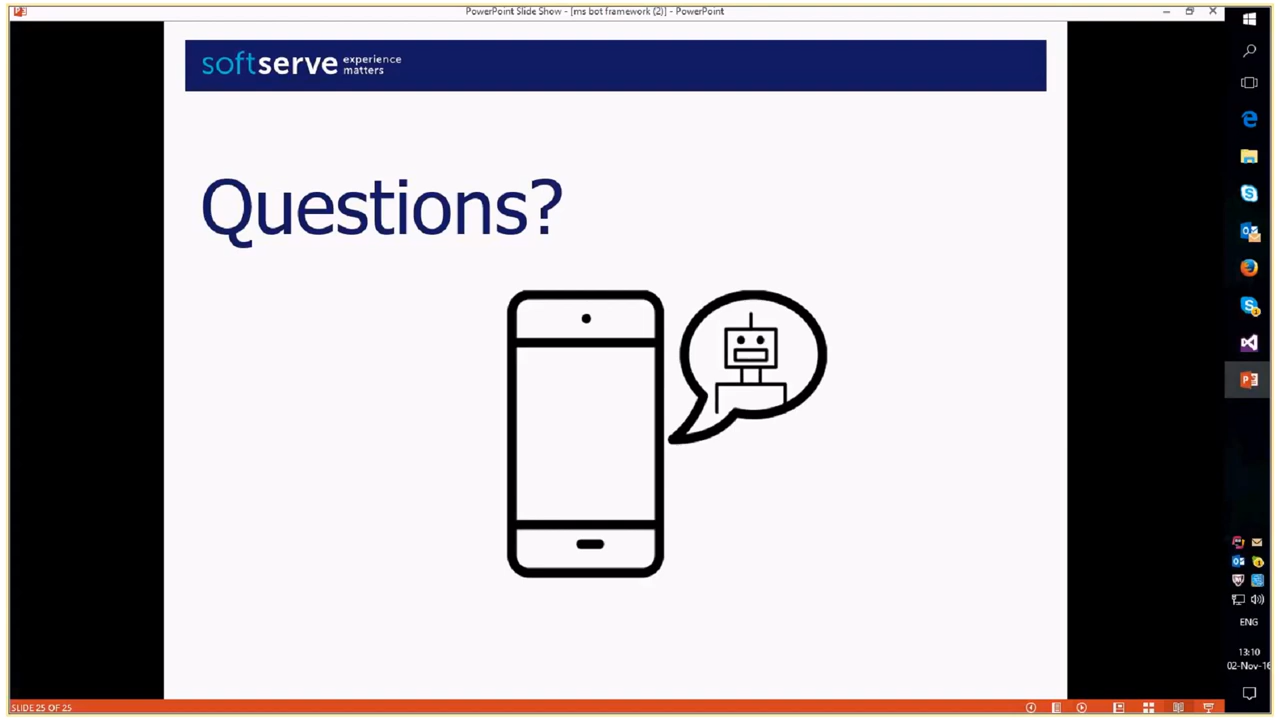 PowerPoint Slide Show - [ms bot framework (2)] - PowerPoint
softserve experience matters
Questions?
ENG
13:10
02-Nov-16
SLIDE 25 OF 25